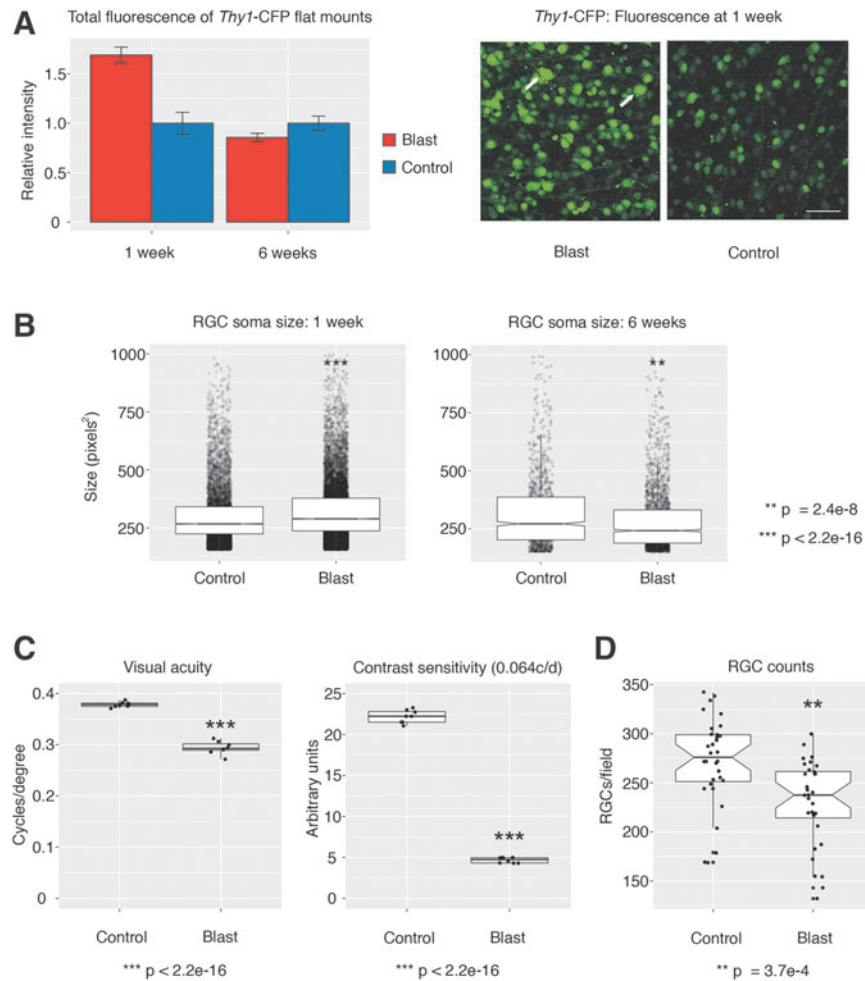 A
Total fluorescence of Thy1-CFP flat mounts
Relative intensity
1.5
1.0
0.5
0
1 week
6 weeks
Blast
Control
Thy1-CFP: Fluorescence at 1 week
Blast
Control
B
RGC soma size: 1 week
Size (pixels²)
1000
750
500
250
***
Control
Blast
RGC soma size: 6 weeks
1000
750
500
250
**
Control
Blast
** p = 2.4e-8
*** p < 2.2e-16
C
Visual acuity
Cycles/degree
0.4
0.3
0.2
0.1
0
***
Control
Blast
*** p < 2.2e-16
Contrast sensitivity (0.064c/d)
Arbitrary units
25
20
15
10
5
0
***
Control
Blast
*** p < 2.2e-16
D
RGC counts
RGCs/field
350
300
250
200
150
**
Control
Blast
** p = 3.7e-4